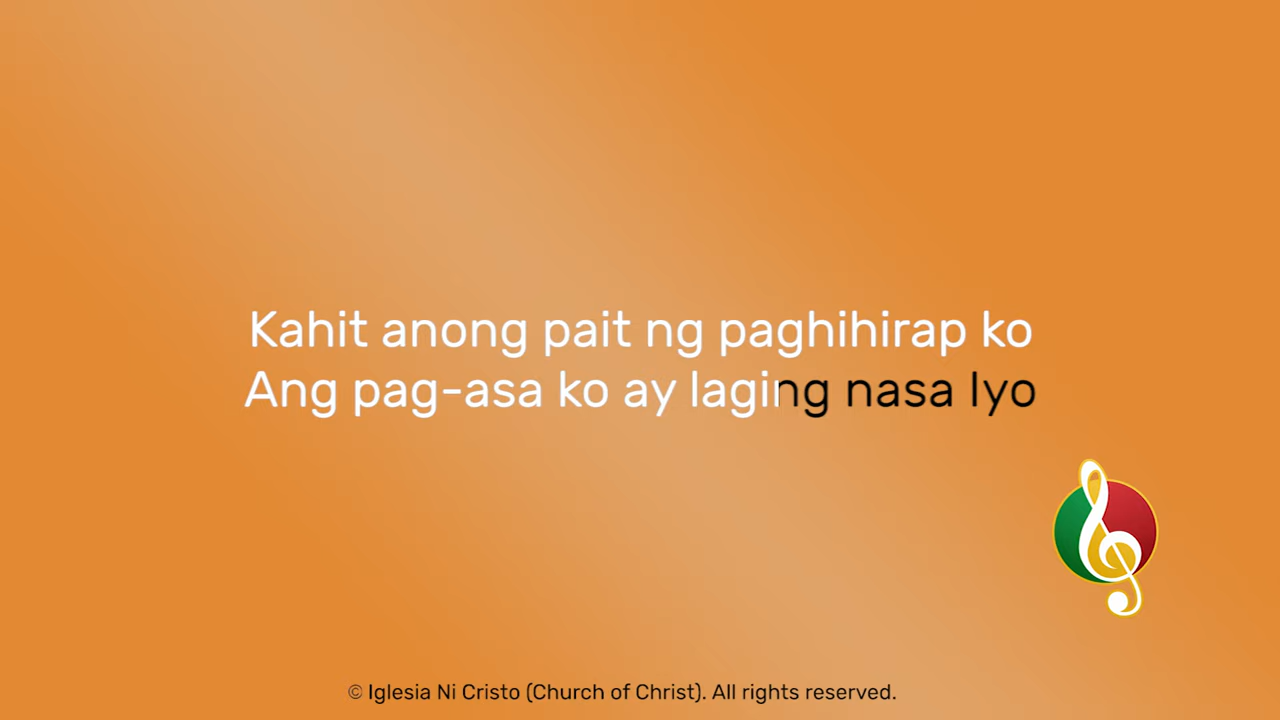 Kahit anong pait ng paghihirap ko
Ang pag-asa ko ay laging nasa Iyo
© Iglesia Ni Cristo (Church of Christ). All rights reserved.